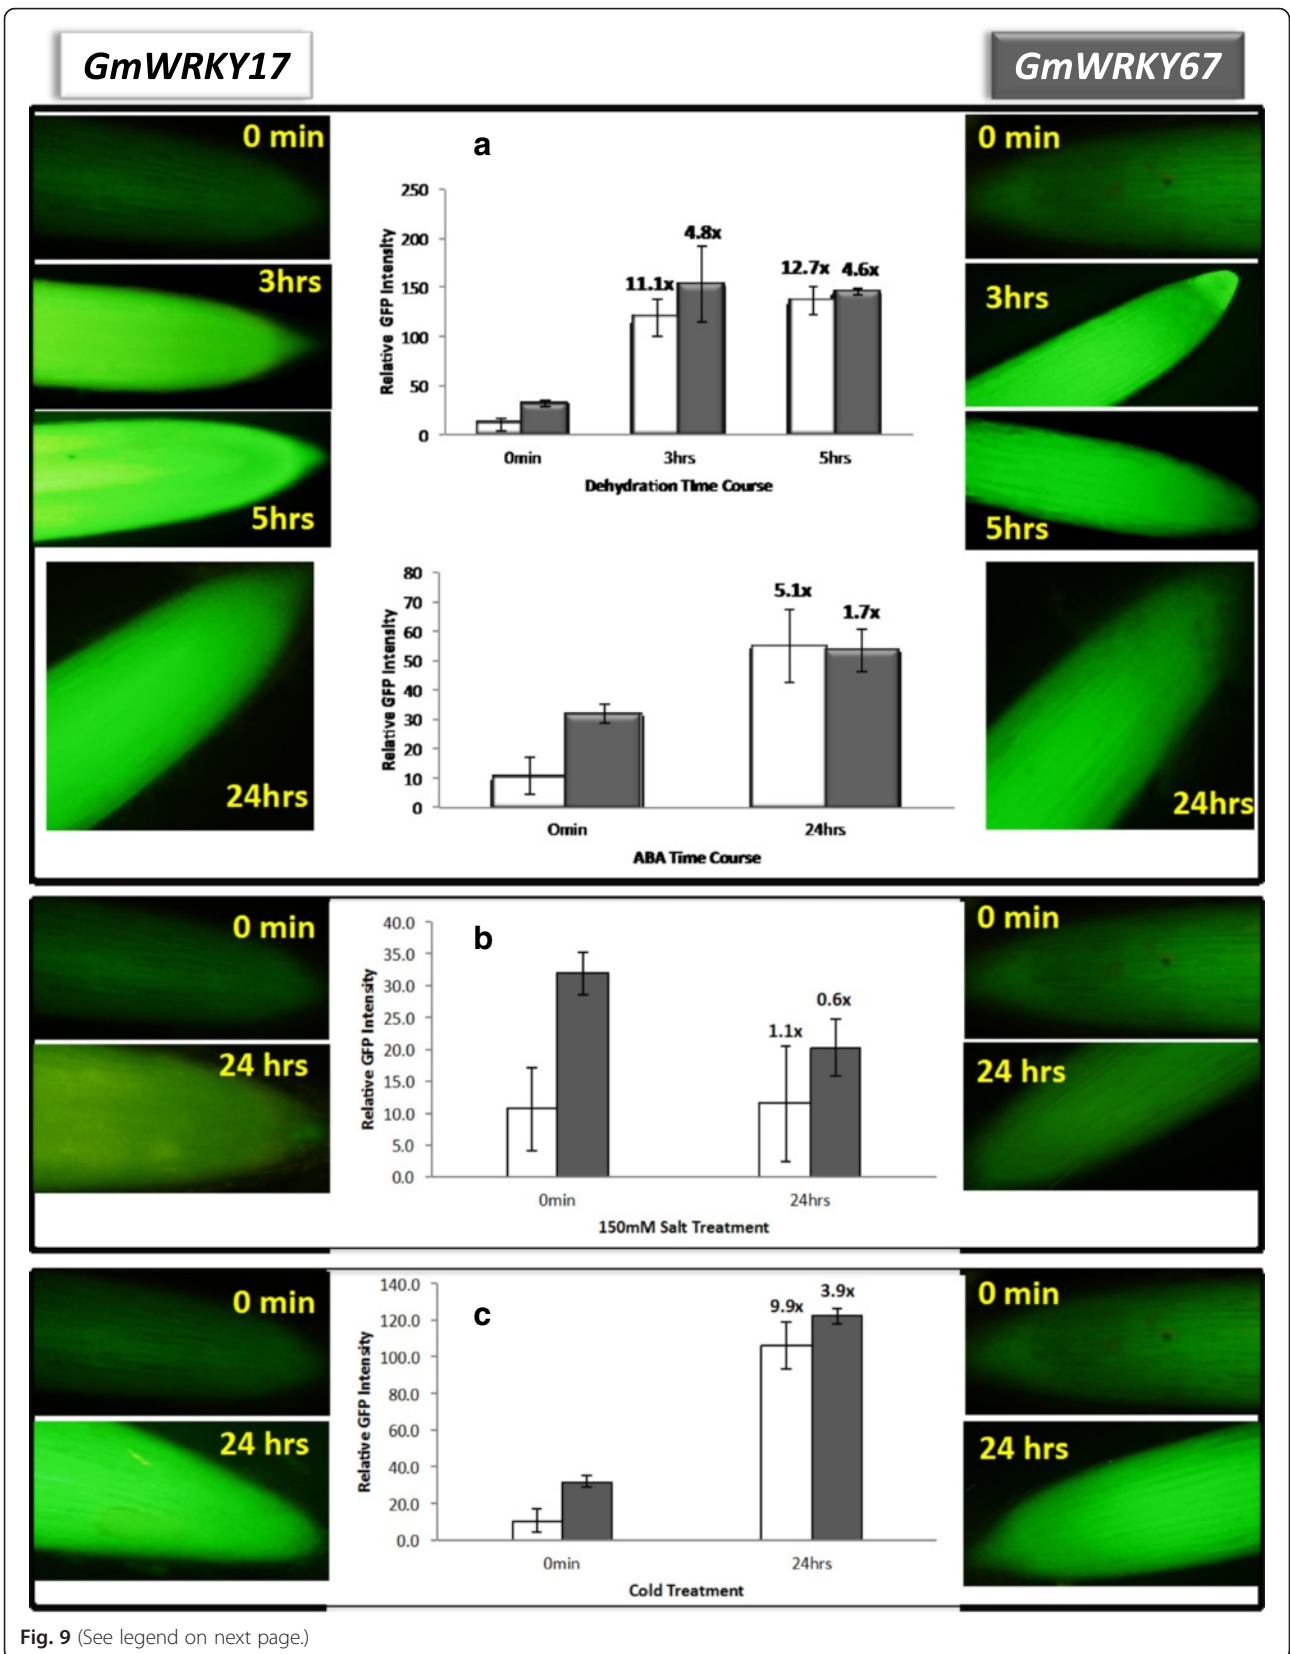 GmWRKY17
GmWRKY67
0 min
3hrs
5hrs
24hrs
a
250
200
150
100
50
0
Relative GFP Intensity
11.1x
4.8x
12.7x
4.6x
0min
3hrs
5hrs
Dehydration TIme Course
80
70
60
50
40
30
20
10
0
Relative GFP Intensity
5.1x
1.7x
Omin
24hrs
ABA Time Course
0 min
3hrs
5hrs
24hrs
0 min
24 hrs
b
40.0
35.0
30.0
25.0
20.0
15.0
10.0
5.0
0.0
Relative GFP Intensity
1.1x
0.6x
0min
24hrs
150mM Salt Treatment
0 min
24 hrs
0 min
24 hrs
c
140.0
120.0
100.0
80.0
60.0
40.0
20.0
0.0
Relative GFP Intensity
9.9x
3.9x
0min
24hrs
Cold Treatment
0 min
24 hrs
Fig. 9 (See legend on next page.)